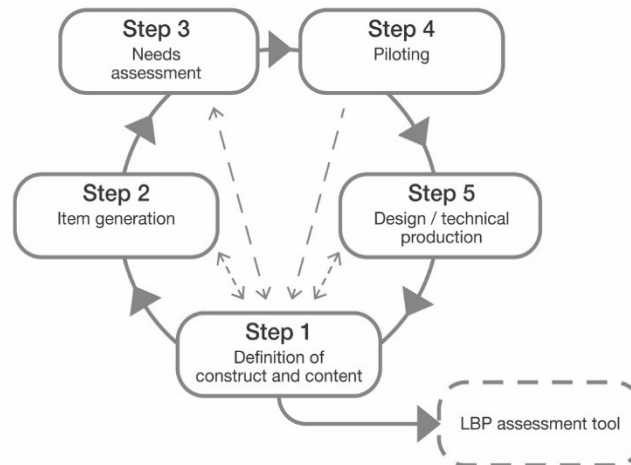 Step 3
Needs
assessment
Step 4
Piloting
Step 2
Item generation
Step 5
Design / technical
production
Step 1
Definition of
construct and content
LBP assessment tool